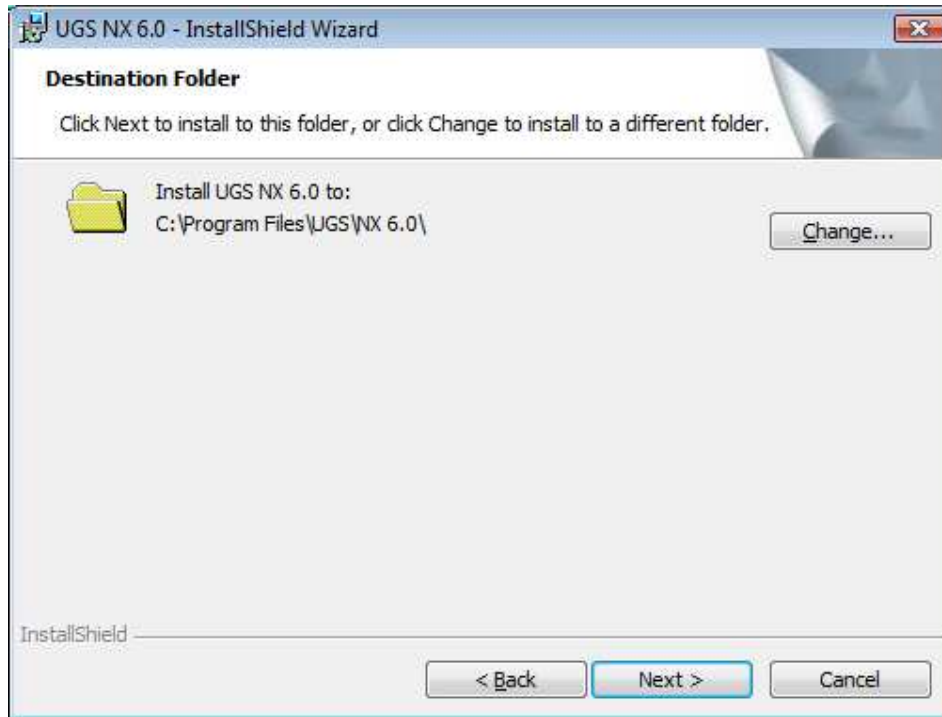 UGS NX 6.0 - InstallShield Wizard
Destination Folder
Click Next to install to this folder, or click Change to install to a different folder.
Install UGS NX 6.0 to:
C:\Program Files\UGS\NX 6.0\
Change...
InstallShield
< Back
Next >
Cancel